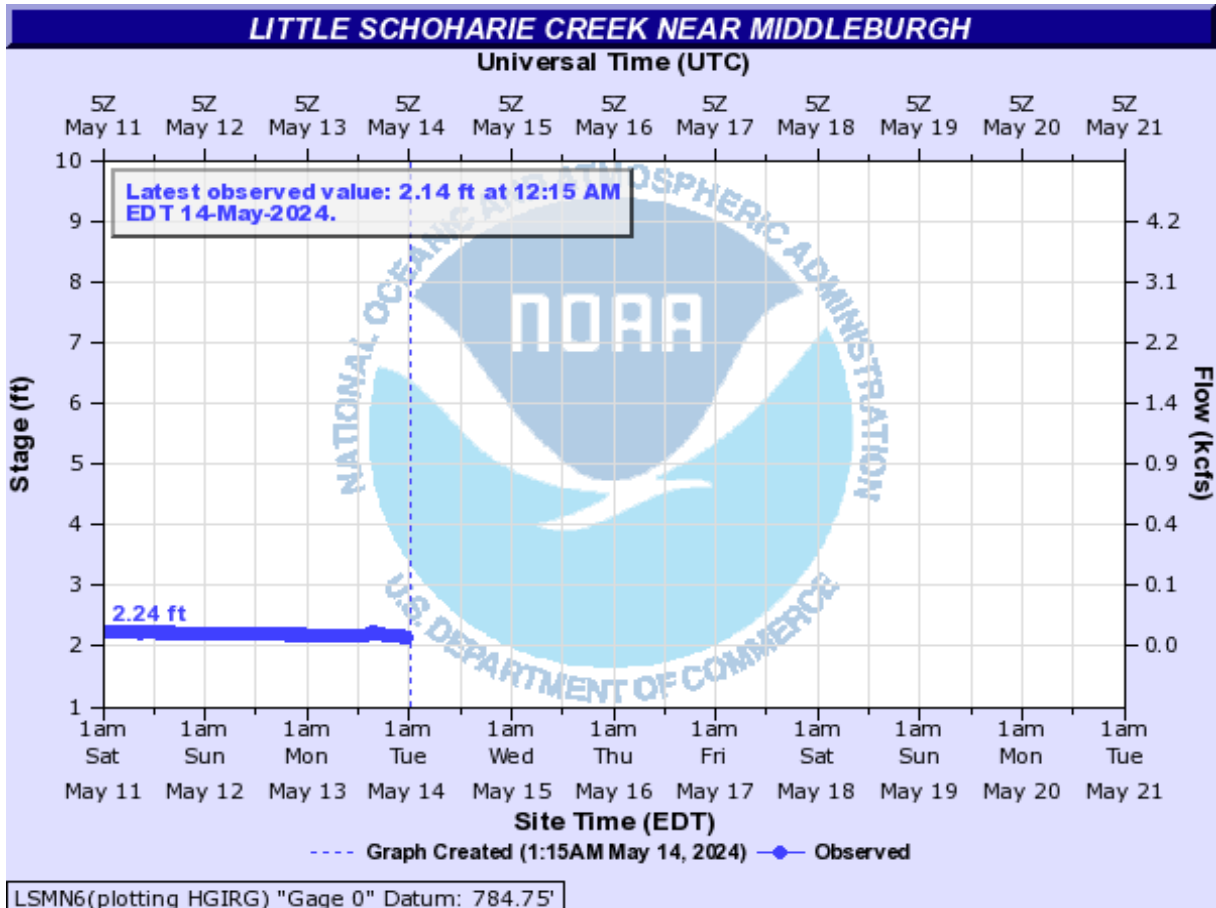 LITTLE SCHOHARIE CREEK NEAR MIDDLEBURGH
Universal Time (UTC)
5Z 5Z 5Z 5Z 5Z 5Z 5Z 5Z 5Z 5Z 5Z
May 11 May 12 May 13 May 14 May 15 May 16 May 17 May 18 May 19 May 20 May 21
Latest observed value: 2.14 ft at 12:15 AM
EDT 14-May-2024.
10
9 4.2
8 3.1
7 2.2
6 1.4
5 0.9
4 0.4
3 0.1
2 0.0
1
Stage (ft)
Flow (kcfs)
NATIONAL OCEANIC AND ATMOSPHERIC ADMINISTRATION
NOAA
U.S. DEPARTMENT OF COMMERCE
2.24 ft
1am 1am 1am 1am 1am 1am 1am 1am 1am 1am 1am
Sat Sun Mon Tue Wed Thu Fri Sat Sun Mon Tue
May 11 May 12 May 13 May 14 May 15 May 16 May 17 May 18 May 19 May 20 May 21
Site Time (EDT)
Graph Created (1:15AM May 14, 2024) Observed
LSMN6(plotting HGIRG) "Gage 0" Datum: 784.75'